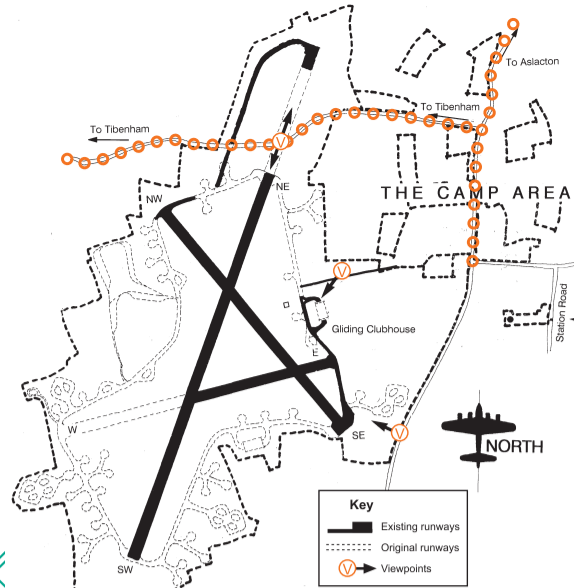 To Aslacton
To Tibenham
To Tibenham
V
NE
THE CAMP AREA
NW
V
Station Road
Gliding Clubhouse
E
W
SE
V
NORTH
SW
Key
Existing runways
Original runways
V Viewpoints